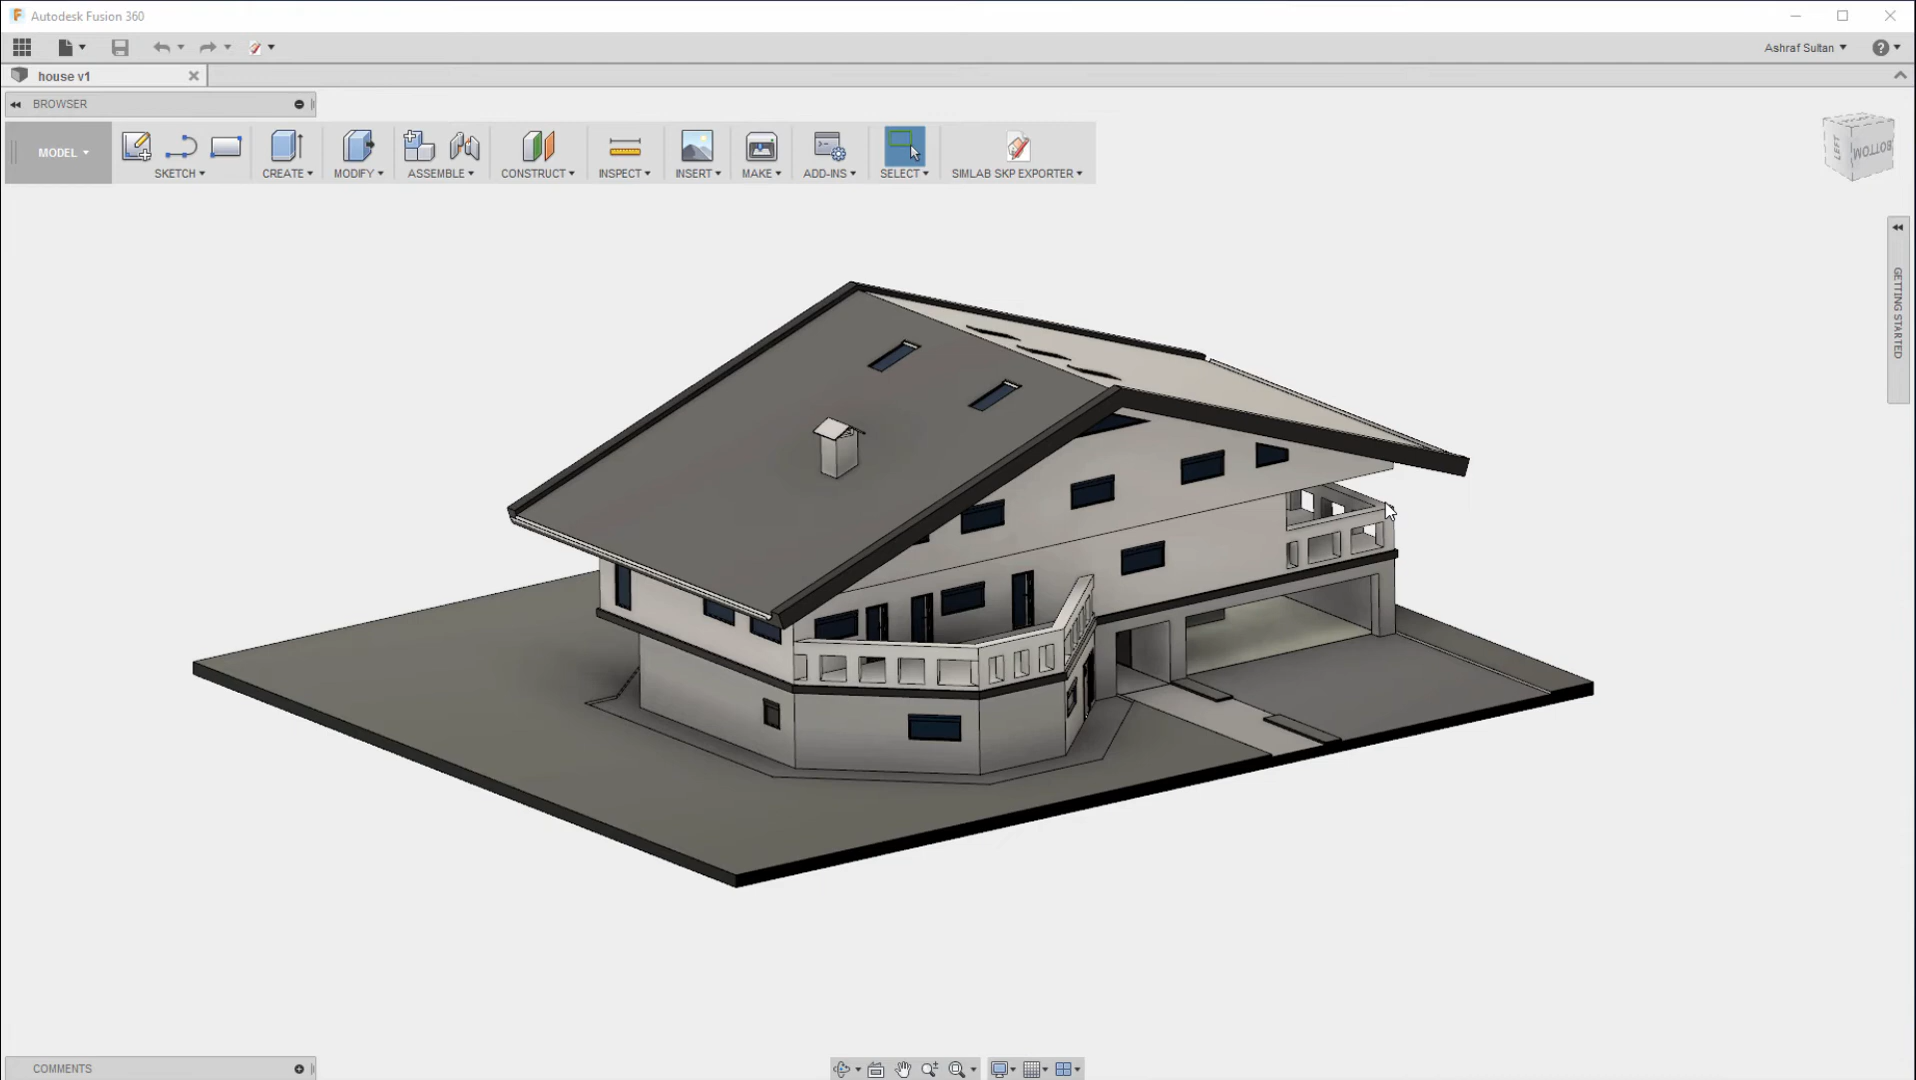 Autodesk Fusion 360
Ashraf Sultan
house v1
BROWSER
MODEL
SKETCH
CREATE
MODIFY
ASSEMBLE
CONSTRUCT
INSPECT
INSERT
MAKE
ADD-INS
SELECT
SIMLAB SKP EXPORTER
LEFT
BOTTOM
GETTING STARTED
COMMENTS